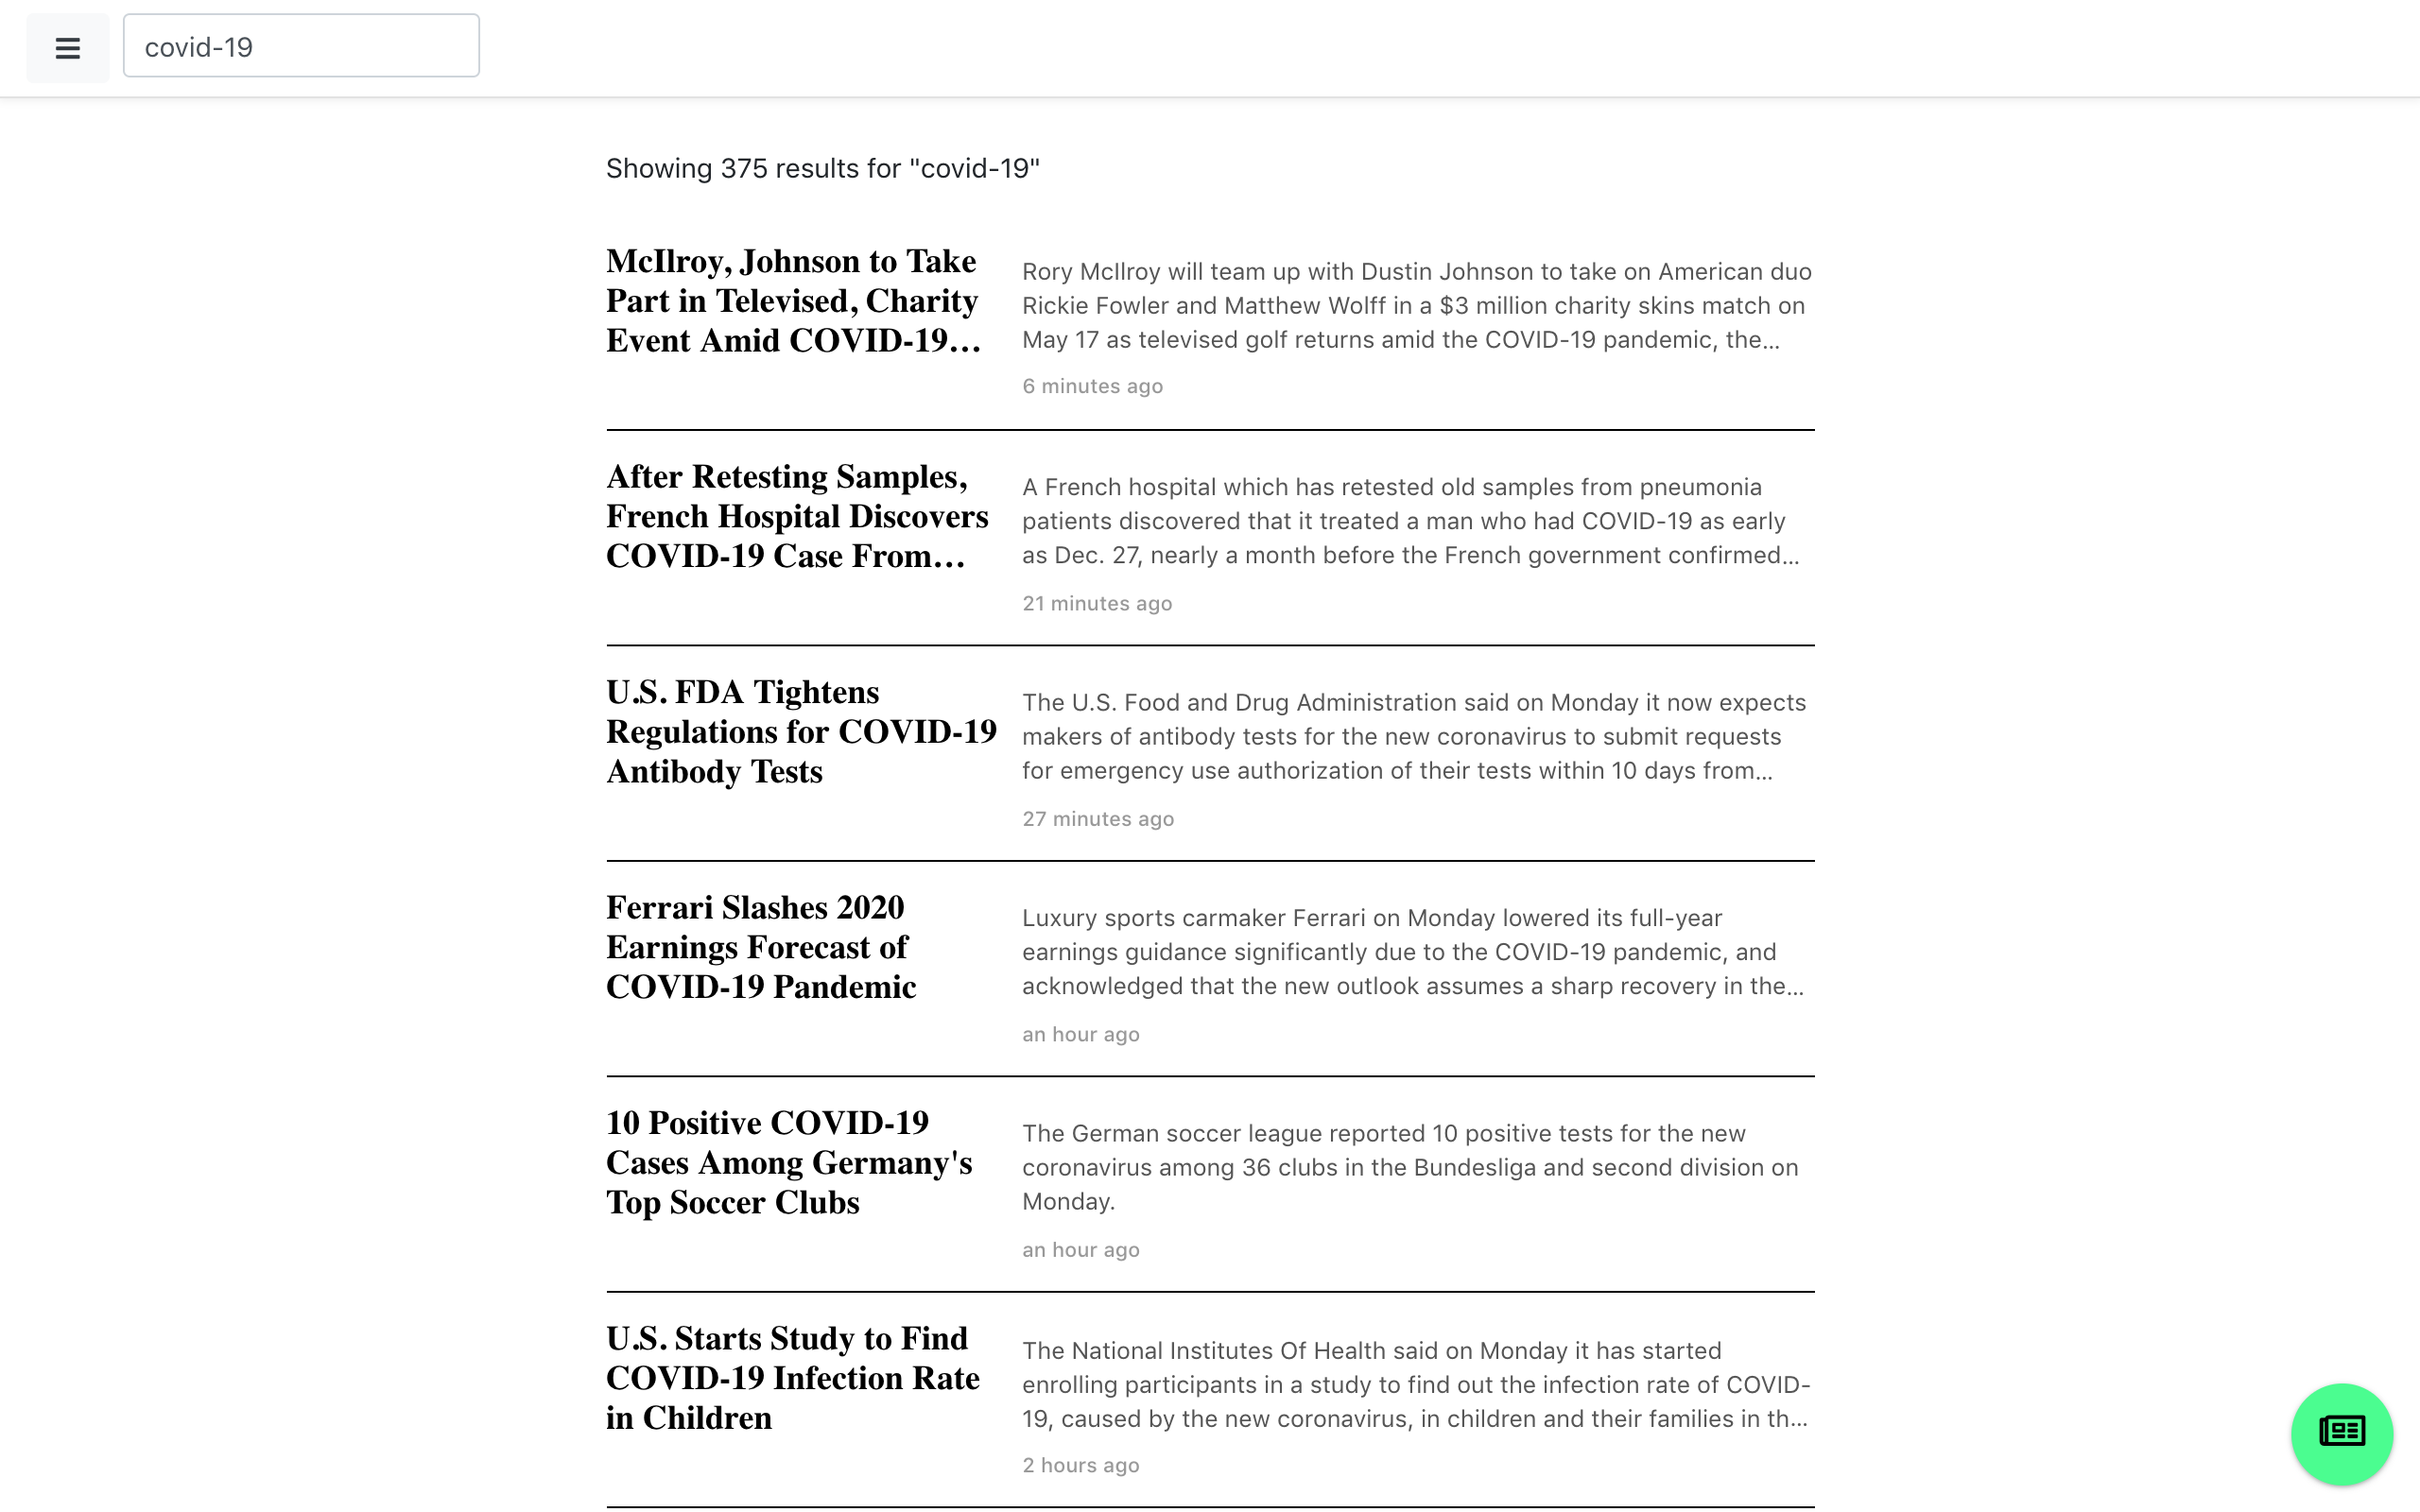 covid-19
Showing 375 results for "covid-19"
McIlroy, Johnson to Take
Part in Televised, Charity
Event Amid COVID-19…
Rory McIlroy will team up with Dustin Johnson to take on American duo
Rickie Fowler and Matthew Wolff in a $3 million charity skins match on
May 17 as televised golf returns amid the COVID-19 pandemic, the…
6 minutes ago
After Retesting Samples,
French Hospital Discovers
COVID-19 Case From…
A French hospital which has retested old samples from pneumonia
patients discovered that it treated a man who had COVID-19 as early
as Dec. 27, nearly a month before the French government confirmed…
21 minutes ago
U.S. FDA Tightens
Regulations for COVID-19
Antibody Tests
The U.S. Food and Drug Administration said on Monday it now expects
makers of antibody tests for the new coronavirus to submit requests
for emergency use authorization of their tests within 10 days from…
27 minutes ago
Ferrari Slashes 2020
Earnings Forecast of
COVID-19 Pandemic
Luxury sports carmaker Ferrari on Monday lowered its full-year
earnings guidance significantly due to the COVID-19 pandemic, and
acknowledged that the new outlook assumes a sharp recovery in the…
an hour ago
10 Positive COVID-19
Cases Among Germany's
Top Soccer Clubs
The German soccer league reported 10 positive tests for the new
coronavirus among 36 clubs in the Bundesliga and second division on
Monday.
an hour ago
U.S. Starts Study to Find
COVID-19 Infection Rate
in Children
The National Institutes Of Health said on Monday it has started
enrolling participants in a study to find out the infection rate of COVID-
19, caused by the new coronavirus, in children and their families in th…
2 hours ago